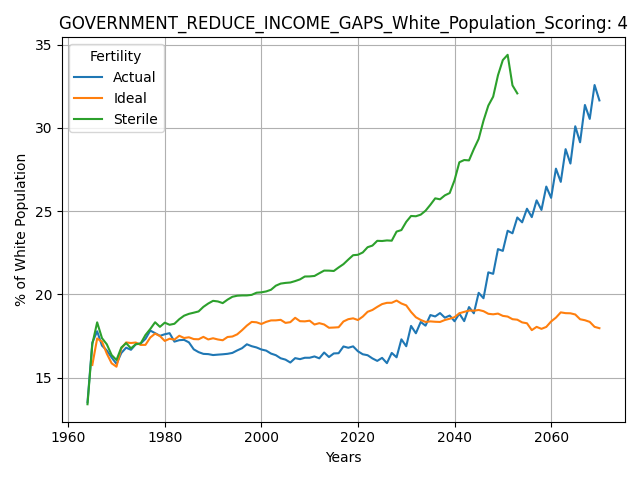 GOVERNMENT_REDUCE_INCOME_GAPS_White_Population_Scoring: 4
35
30
25
20
15
% of White Population
Fertility
Actual
Ideal
Sterile
1960
1980
2000
2020
2040
2060
Years